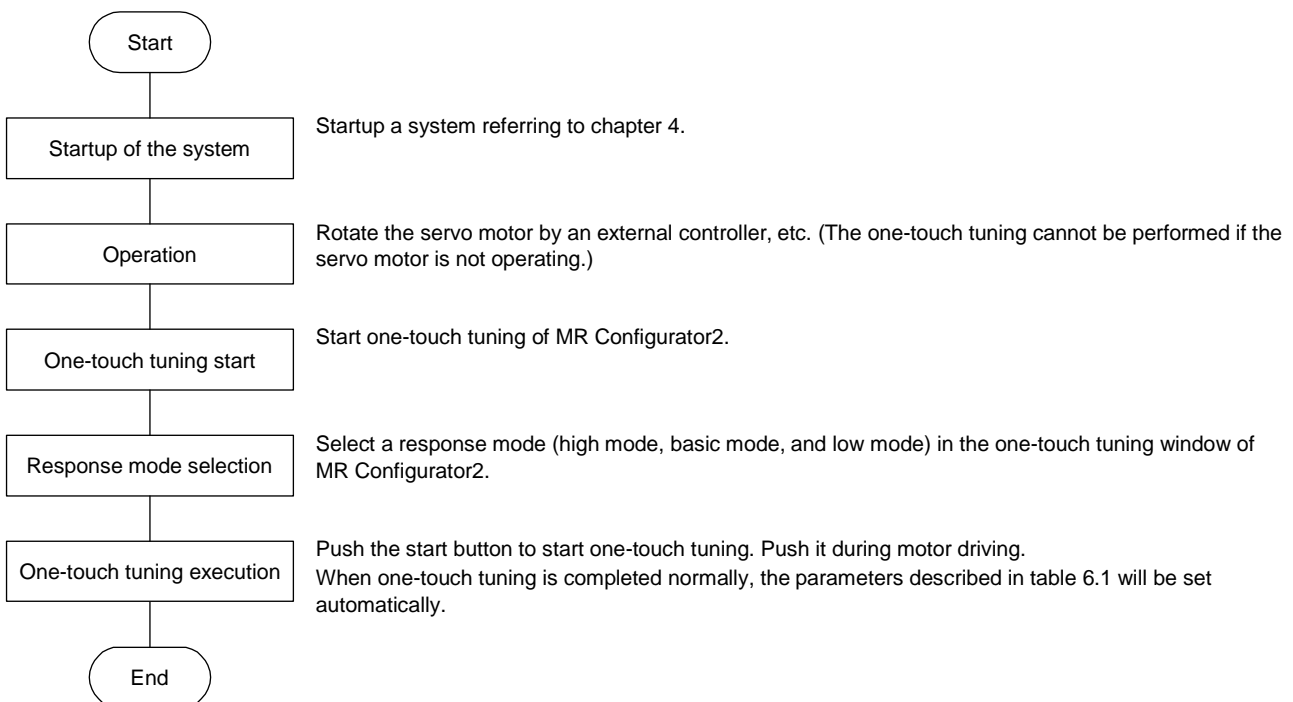 Start
Startup of the system
Startup a system referring to chapter 4.
Operation
Rotate the servo motor by an external controller, etc. (The one-touch tuning cannot be performed if the
servo motor is not operating.)
One-touch tuning start
Start one-touch tuning of MR Configurator2.
Response mode selection
Select a response mode (high mode, basic mode, and low mode) in the one-touch tuning window of
MR Configurator2.
One-touch tuning execution
Push the start button to start one-touch tuning. Push it during motor driving.
When one-touch tuning is completed normally, the parameters described in table 6.1 will be set
automatically.
End